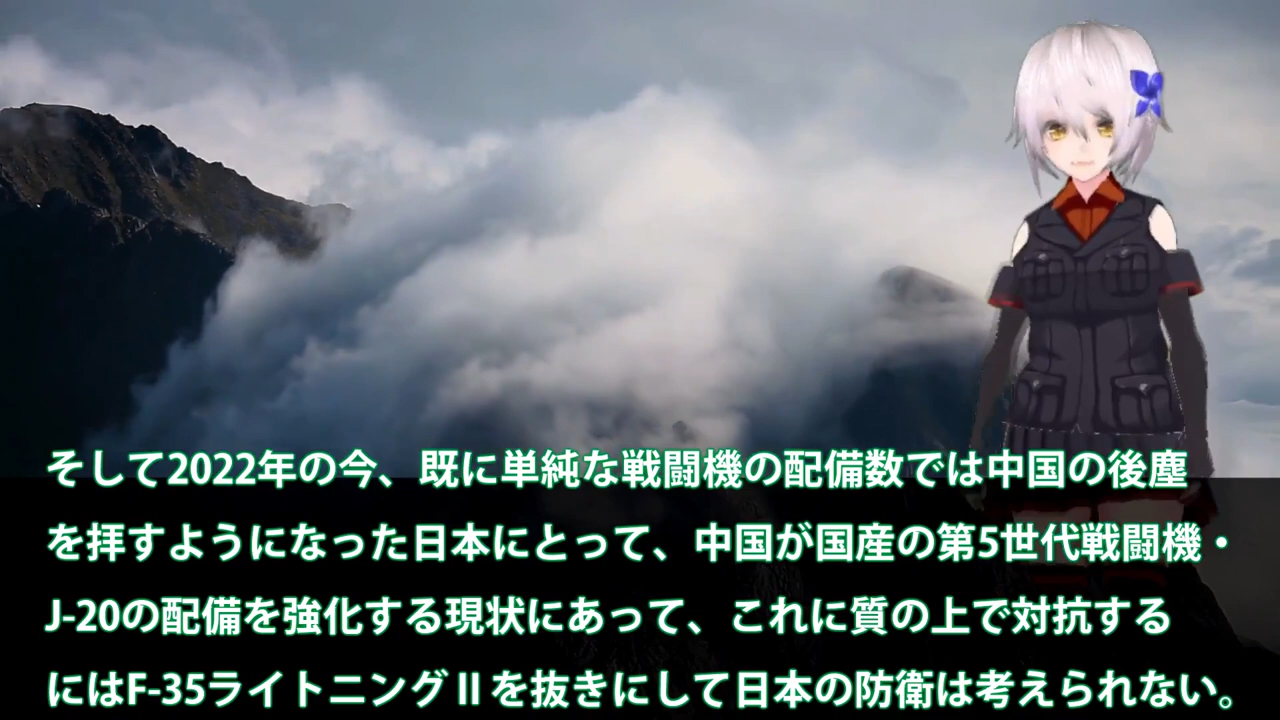 そして2022年の今、既に単純な戦闘機の配備数では中国の後塵
を拝すようになった日本にとって、中国が国産の第5世代戦闘機・
J-20の配備を強化する現状にあって、これに質の上で対抗する
にはF-35ライトニングⅡを抜きにして日本の防衛は考えられない。